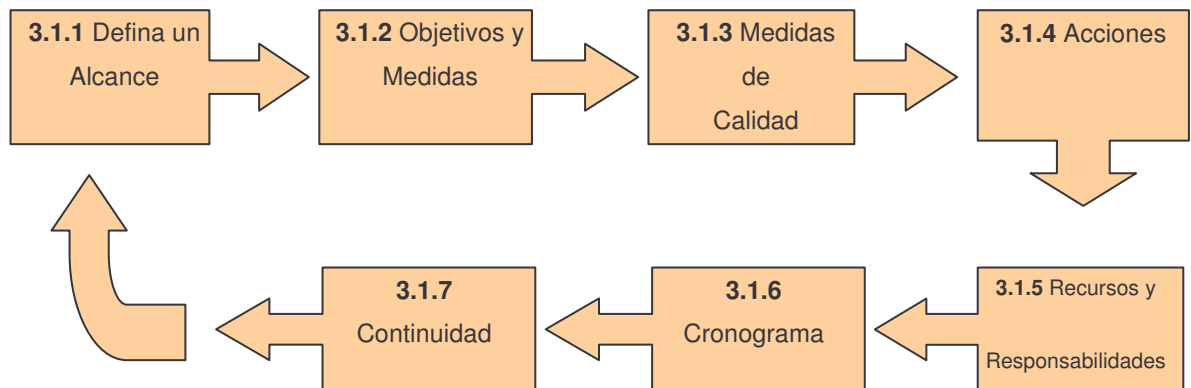 3.1.1 Defina un
Alcance
3.1.2 Objetivos y
Medidas
3.1.3 Medidas
de
Calidad
3.1.4 Acciones
3.1.7
Continuidad
3.1.6
Cronograma
3.1.5 Recursos y
Responsabilidades